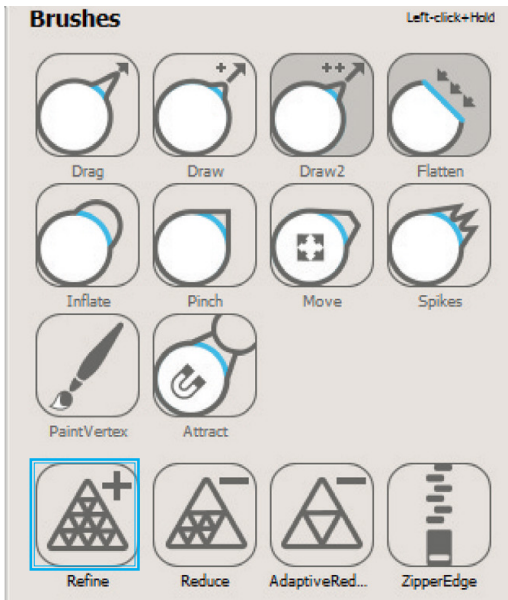 Brushes Left-click+Hold
Drag Draw Draw2 Flatten
Inflate Pinch Move Spikes
PaintVertex Attract
Refine Reduce AdaptiveRed... ZipperEdge